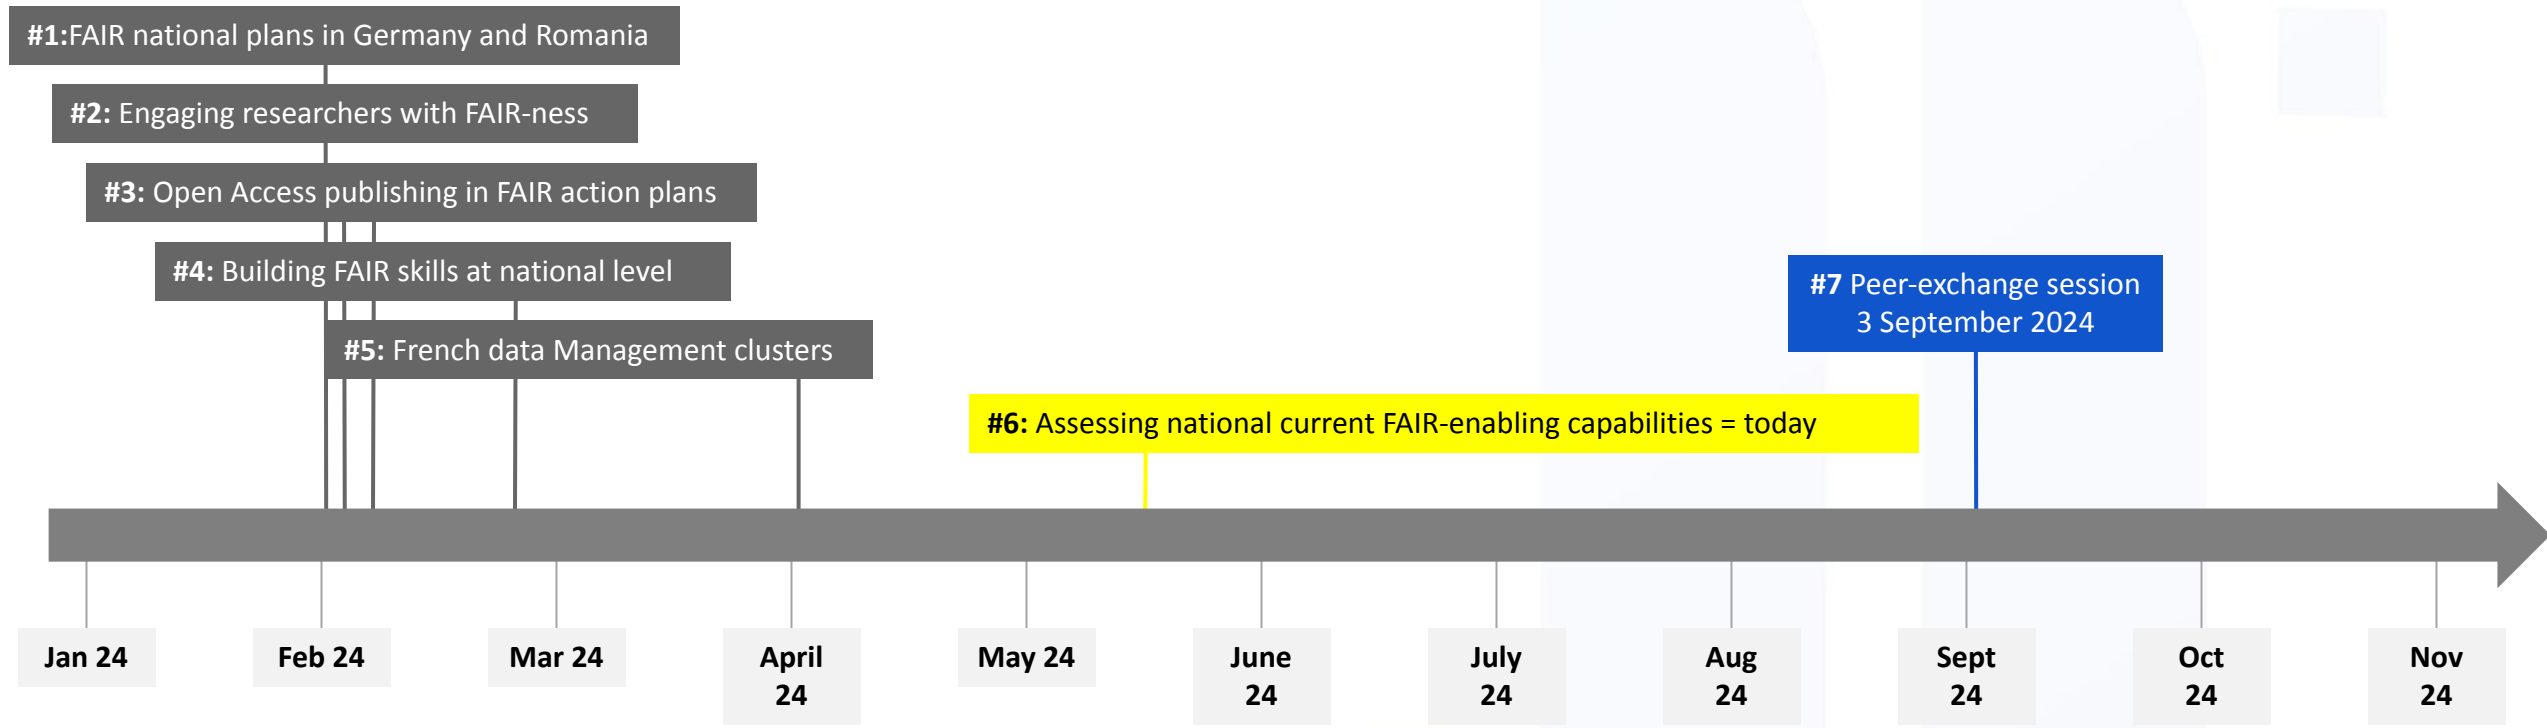 #1:FAIR national plans in Germany and Romania
#2: Engaging researchers with FAIR-ness
#3: Open Access publishing in FAIR action plans
#4: Building FAIR skills at national level
#5: French data Management clusters
#6: Assessing national current FAIR-enabling capabilities = today
#7 Peer-exchange session
3 September 2024
Jan 24
Feb 24
Mar 24
April
24
May 24
June
24
July
24
Aug
24
Sept
24
Oct
24
Nov
24